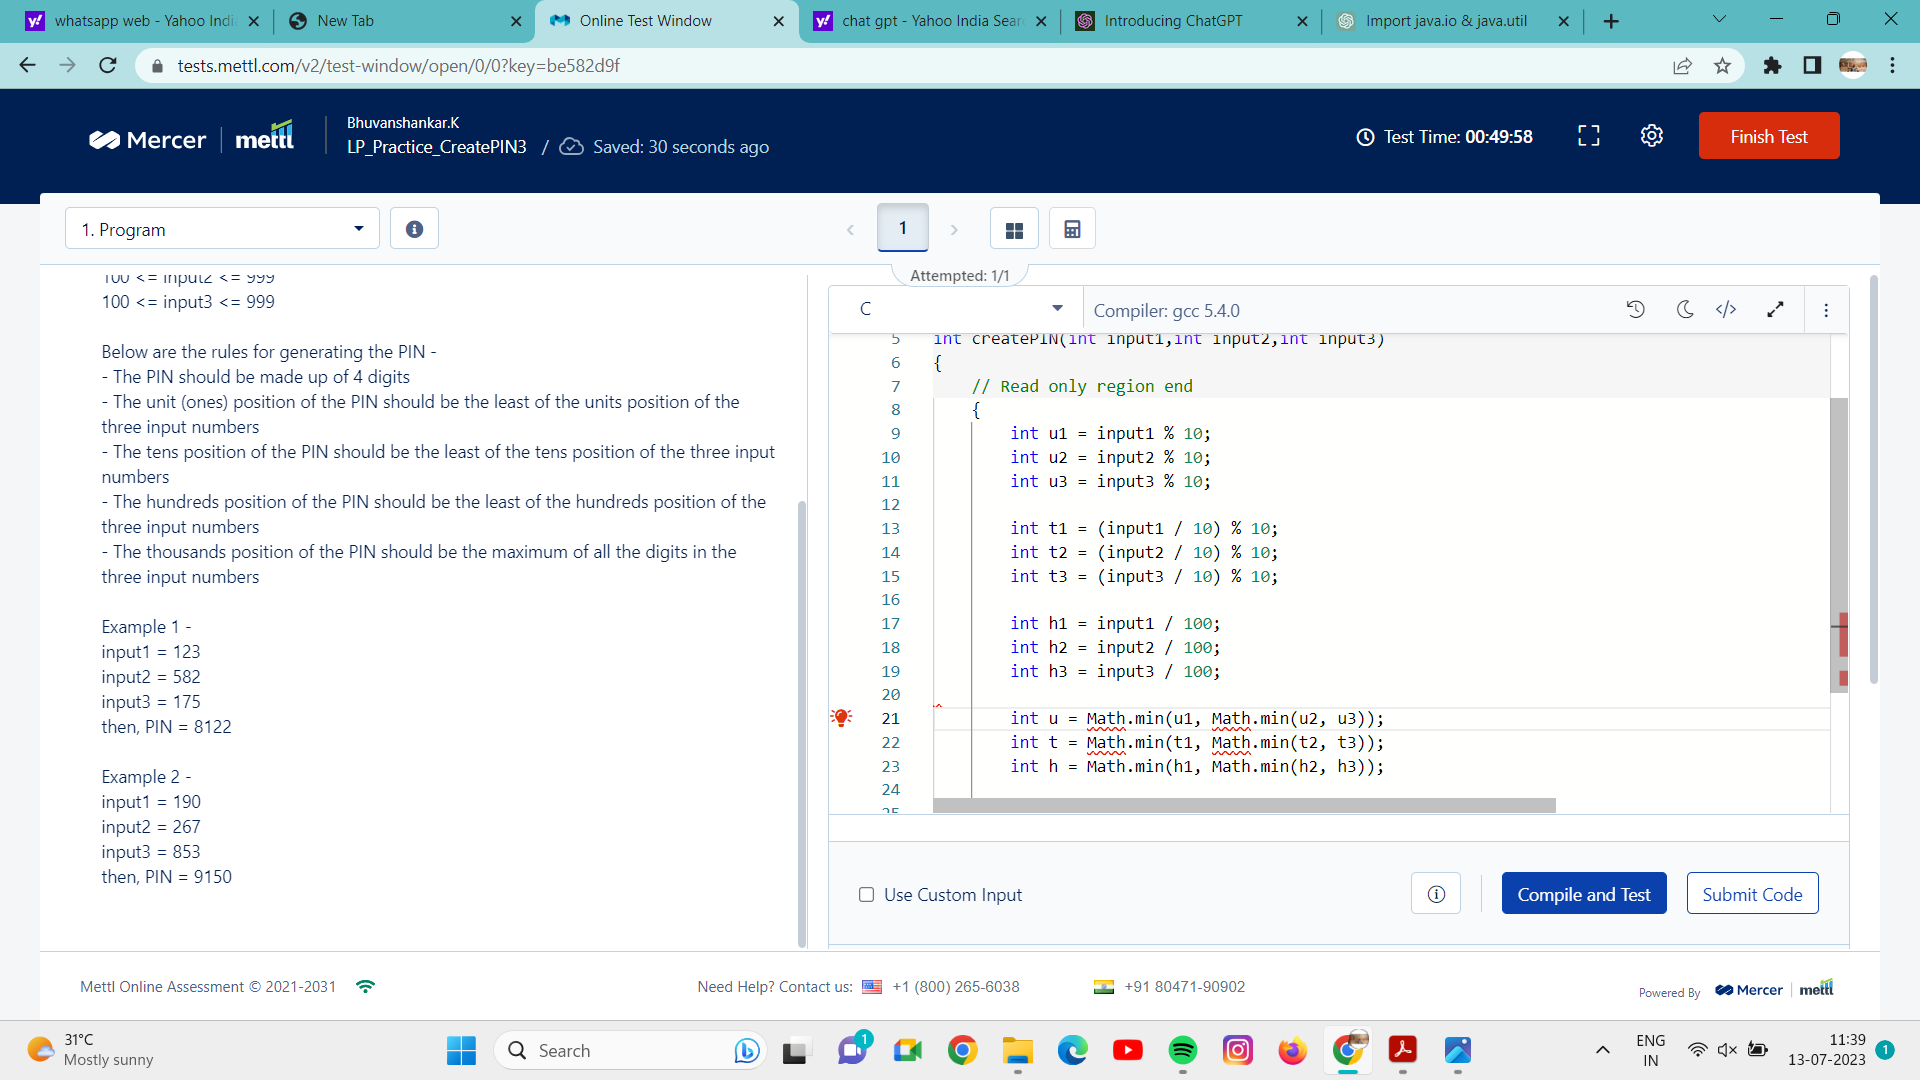 whatsapp web - Yahoo Indi
New Tab
Online Test Window
chat gpt - Yahoo India Sear
Introducing ChatGPT
Import java.io & java.util
tests.mettl.com/v2/test-window/open/0/0?key=be582d9f
Mercer
mettl
Bhuvanshankar.K
LP_Practice_CreatePIN3 / Saved: 30 seconds ago
Test Time: 00:49:58
Finish Test
1. Program
1
Attempted: 1/1
100 <= input2 <= 999
100 <= input3 <= 999
Below are the rules for generating the PIN -
- The PIN should be made up of 4 digits
- The unit (ones) position of the PIN should be the least of the units position of the
three input numbers
- The tens position of the PIN should be the least of the tens position of the three input
numbers
- The hundreds position of the PIN should be the least of the hundreds position of the
three input numbers
- The thousands position of the PIN should be the maximum of all the digits in the
three input numbers
Example 1 -
input1 = 123
input2 = 582
input3 = 175
then, PIN = 8122
Example 2 -
input1 = 190
input2 = 267
input3 = 853
then, PIN = 9150
C
Compiler: gcc 5.4.0
5 int createPIN(int input1,int input2,int input3)
6 {
7 // Read only region end
8 {
9 int u1 = input1 % 10;
10 int u2 = input2 % 10;
11 int u3 = input3 % 10;
12
13 int t1 = (input1 / 10) % 10;
14 int t2 = (input2 / 10) % 10;
15 int t3 = (input3 / 10) % 10;
16
17 int h1 = input1 / 100;
18 int h2 = input2 / 100;
19 int h3 = input3 / 100;
20
21 int u = Math.min(u1, Math.min(u2, u3));
22 int t = Math.min(t1, Math.min(t2, t3));
23 int h = Math.min(h1, Math.min(h2, h3));
24
25
Use Custom Input
Compile and Test
Submit Code
Mettl Online Assessment © 2021-2031
Need Help? Contact us: +1 (800) 265-6038
+91 80471-90902
Powered By Mercer mettl
31°C
Mostly sunny
Search
1
ENG
IN
11:39
13-07-2023
1